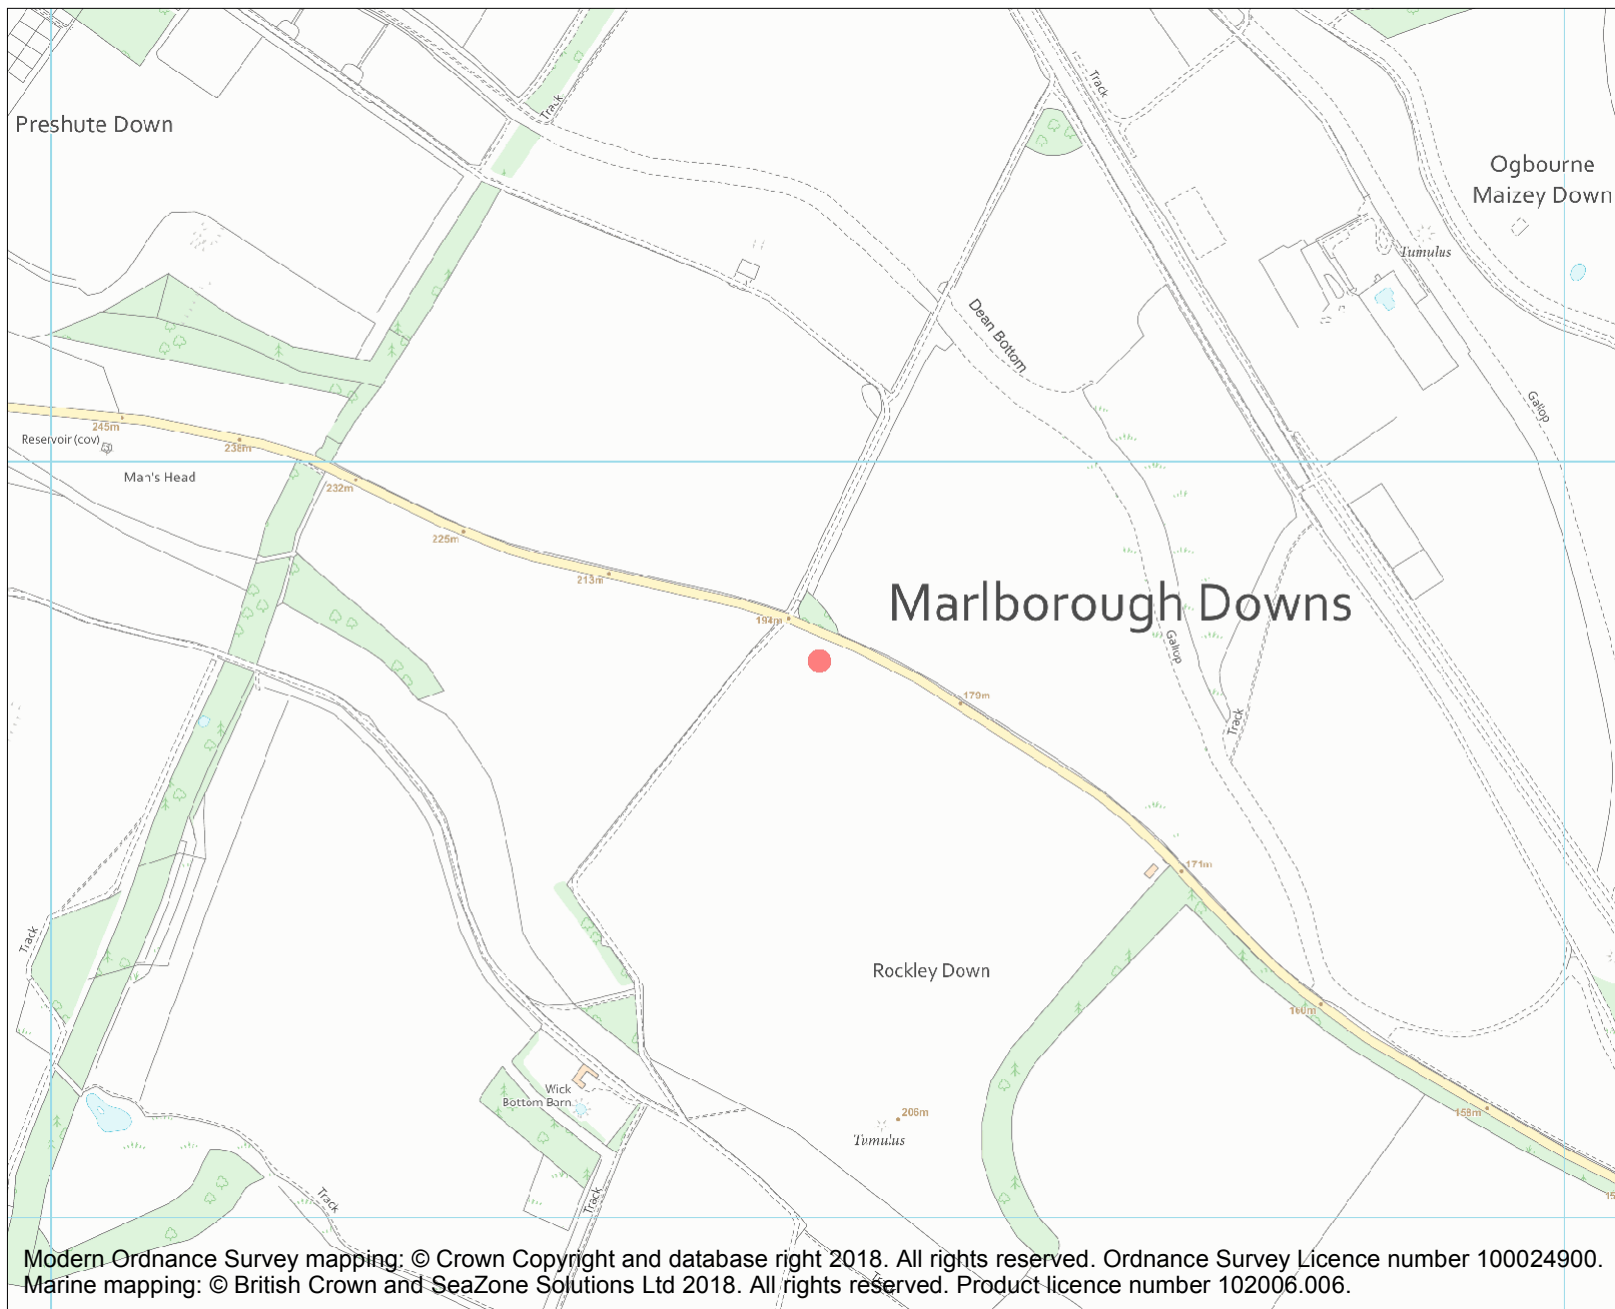 Track
Track
Preshute Down
Ogbourne
Maizey Down
Tumulus
Dean Bottom
Gallop
245m
Reservoir (cov)
238m
Man's Head
232m
225m
213m
194m
Marlborough Downs
Gallop
179m
Track
171m
Track
Rockley Down
160m
Wick
Bottom Barn
206m
158m
Tumulus
Track
Track
Modern Ordnance Survey mapping: © Crown Copyright and database right 2018. All rights reserved. Ordnance Survey Licence number 100024900.
Marine mapping: © British Crown and SeaZone Solutions Ltd 2018. All rights reserved. Product licence number 102006.006.